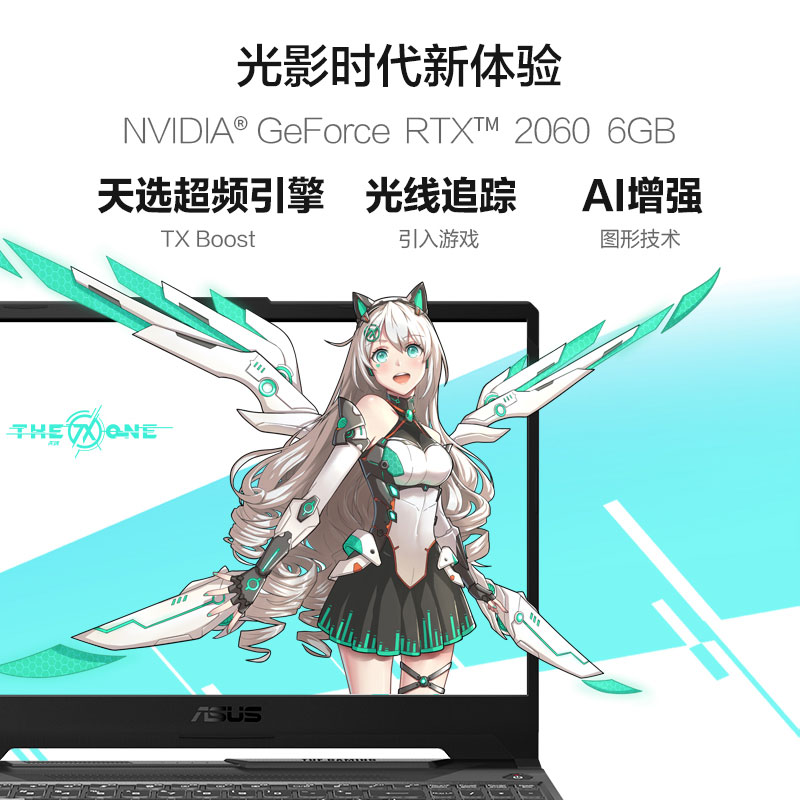 光影时代新体验
NVIDIA® GeForce RTX™ 2060 6GB
天选超频引擎 光线追踪 AI增强
TX Boost 引入游戏 图形技术
THE TX ONE
ASUS
THE GAMING